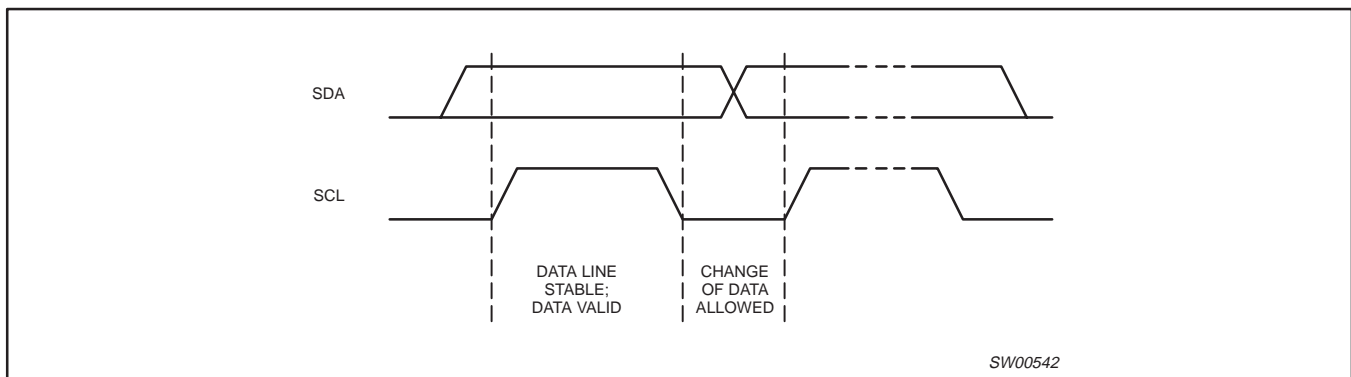 SDA
SCL
DATA LINE
STABLE;
DATA VALID
CHANGE
OF DATA
ALLOWED
SW00542